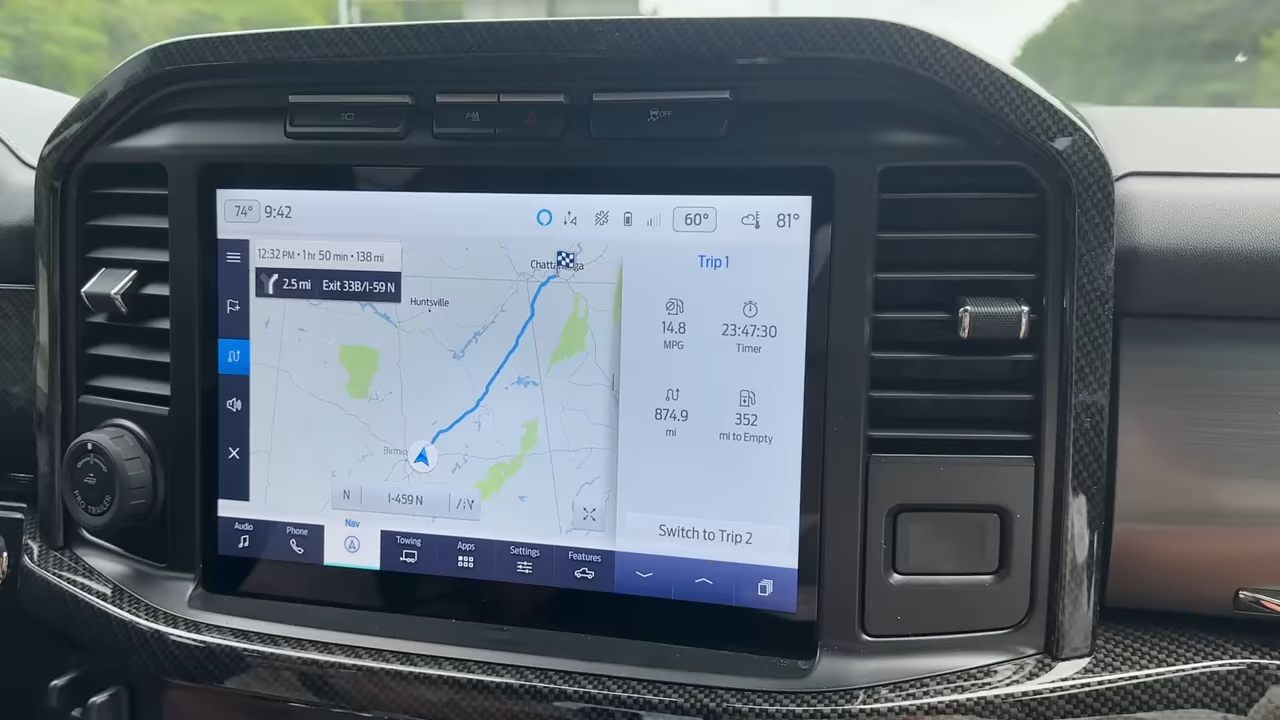 OFF
74° 9:42
60°
81°
12:32 PM • 1 hr 50 min • 138 mi
2.5 mi Exit 33B/I-59 N
Huntsville
Birmin
N
I-459 N
Trip 1
14.8
MPG
23:47:30
Timer
874.9
mi
352
mi to Empty
Switch to Trip 2
Audio
Phone
Nav
Towing
Apps
Settings
Features
PRO TRAILER